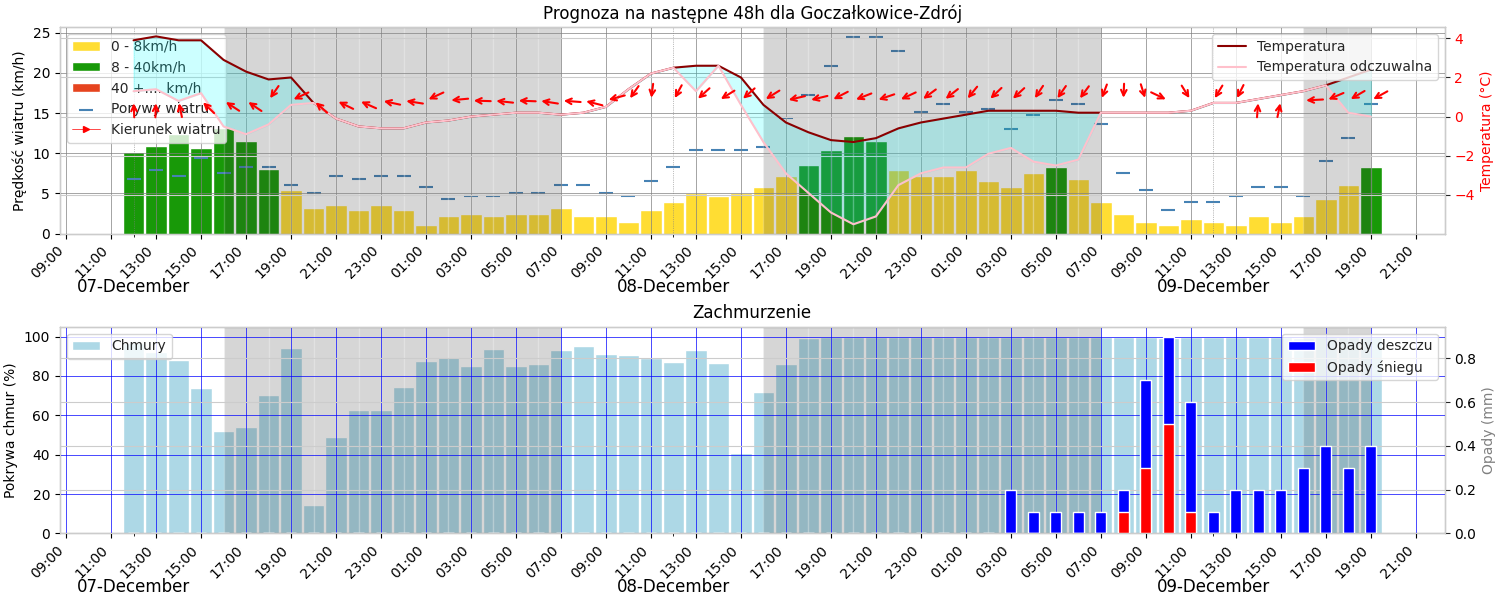 Prognoza na następne 48h dla Goczałkowice-Zdrój
Prędkość wiatru (km/h)
25
20
15
10
5
0
0 - 8km/h
8 - 40km/h
40 + ... km/h
Porywy wiatru
Kierunek wiatru
Temperatura
Temperatura odczuwalna
4
2
0
−2
−4
Temperatura (°C)
09:00 11:00 13:00 15:00 17:00 19:00 21:00 23:00 01:00 03:00 05:00 07:00 09:00 11:00 13:00 15:00 17:00 19:00 21:00 23:00 01:00 03:00 05:00 07:00 09:00 11:00 13:00 15:00 17:00 19:00 21:00
07-December 08-December 09-December
Zachmurzenie
Pokrywa chmur (%)
100
80
60
40
20
0
Chmury
Opady deszczu
Opady śniegu
0.8
0.6
0.4
0.2
0.0
Opady (mm)
09:00 11:00 13:00 15:00 17:00 19:00 21:00 23:00 01:00 03:00 05:00 07:00 09:00 11:00 13:00 15:00 17:00 19:00 21:00 23:00 01:00 03:00 05:00 07:00 09:00 11:00 13:00 15:00 17:00 19:00 21:00
07-December 08-December 09-December